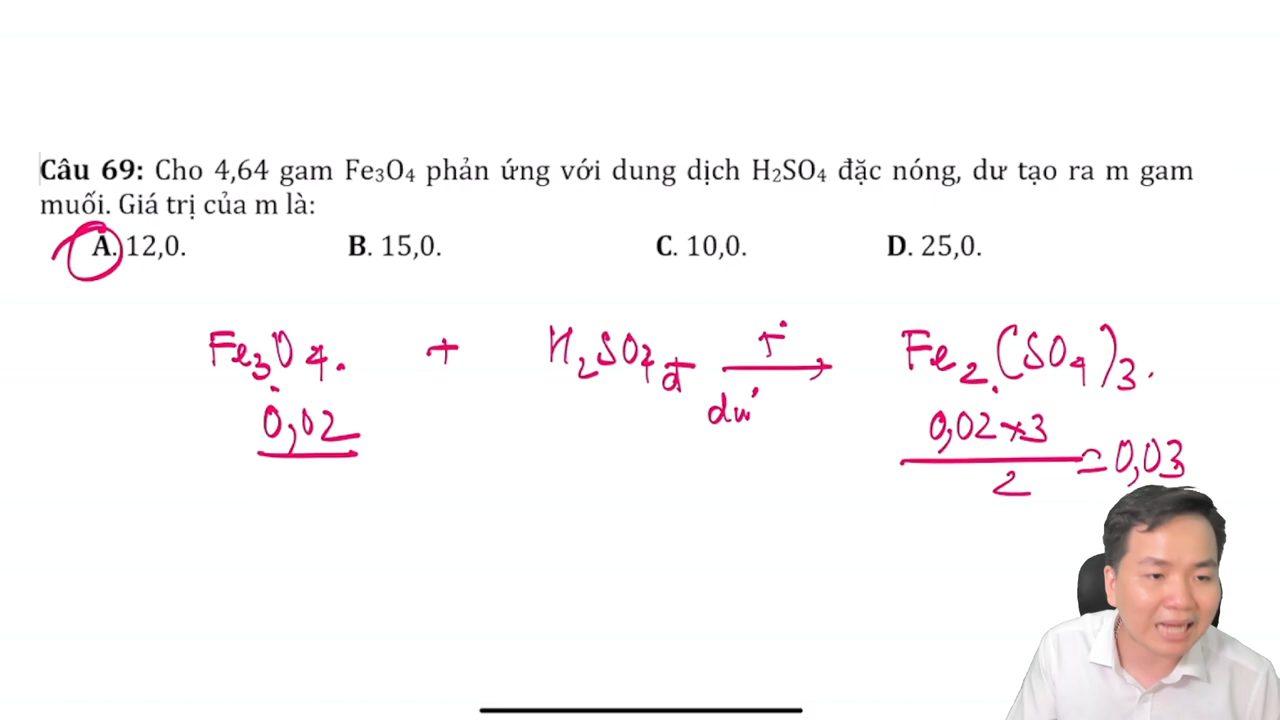 Câu 69: Cho 4,64 gam Fe₃O₄ phản ứng với dung dịch H₂SO₄ đặc nóng, dư tạo ra m gam
muối. Giá trị của m là:
A. 12,0. B. 15,0. C. 10,0. D. 25,0.
Fe₃O₄. + H₂SO₄ đ t° dư → Fe₂(SO₄)₃.
0,02 0,02×3 / 2 = 0,03